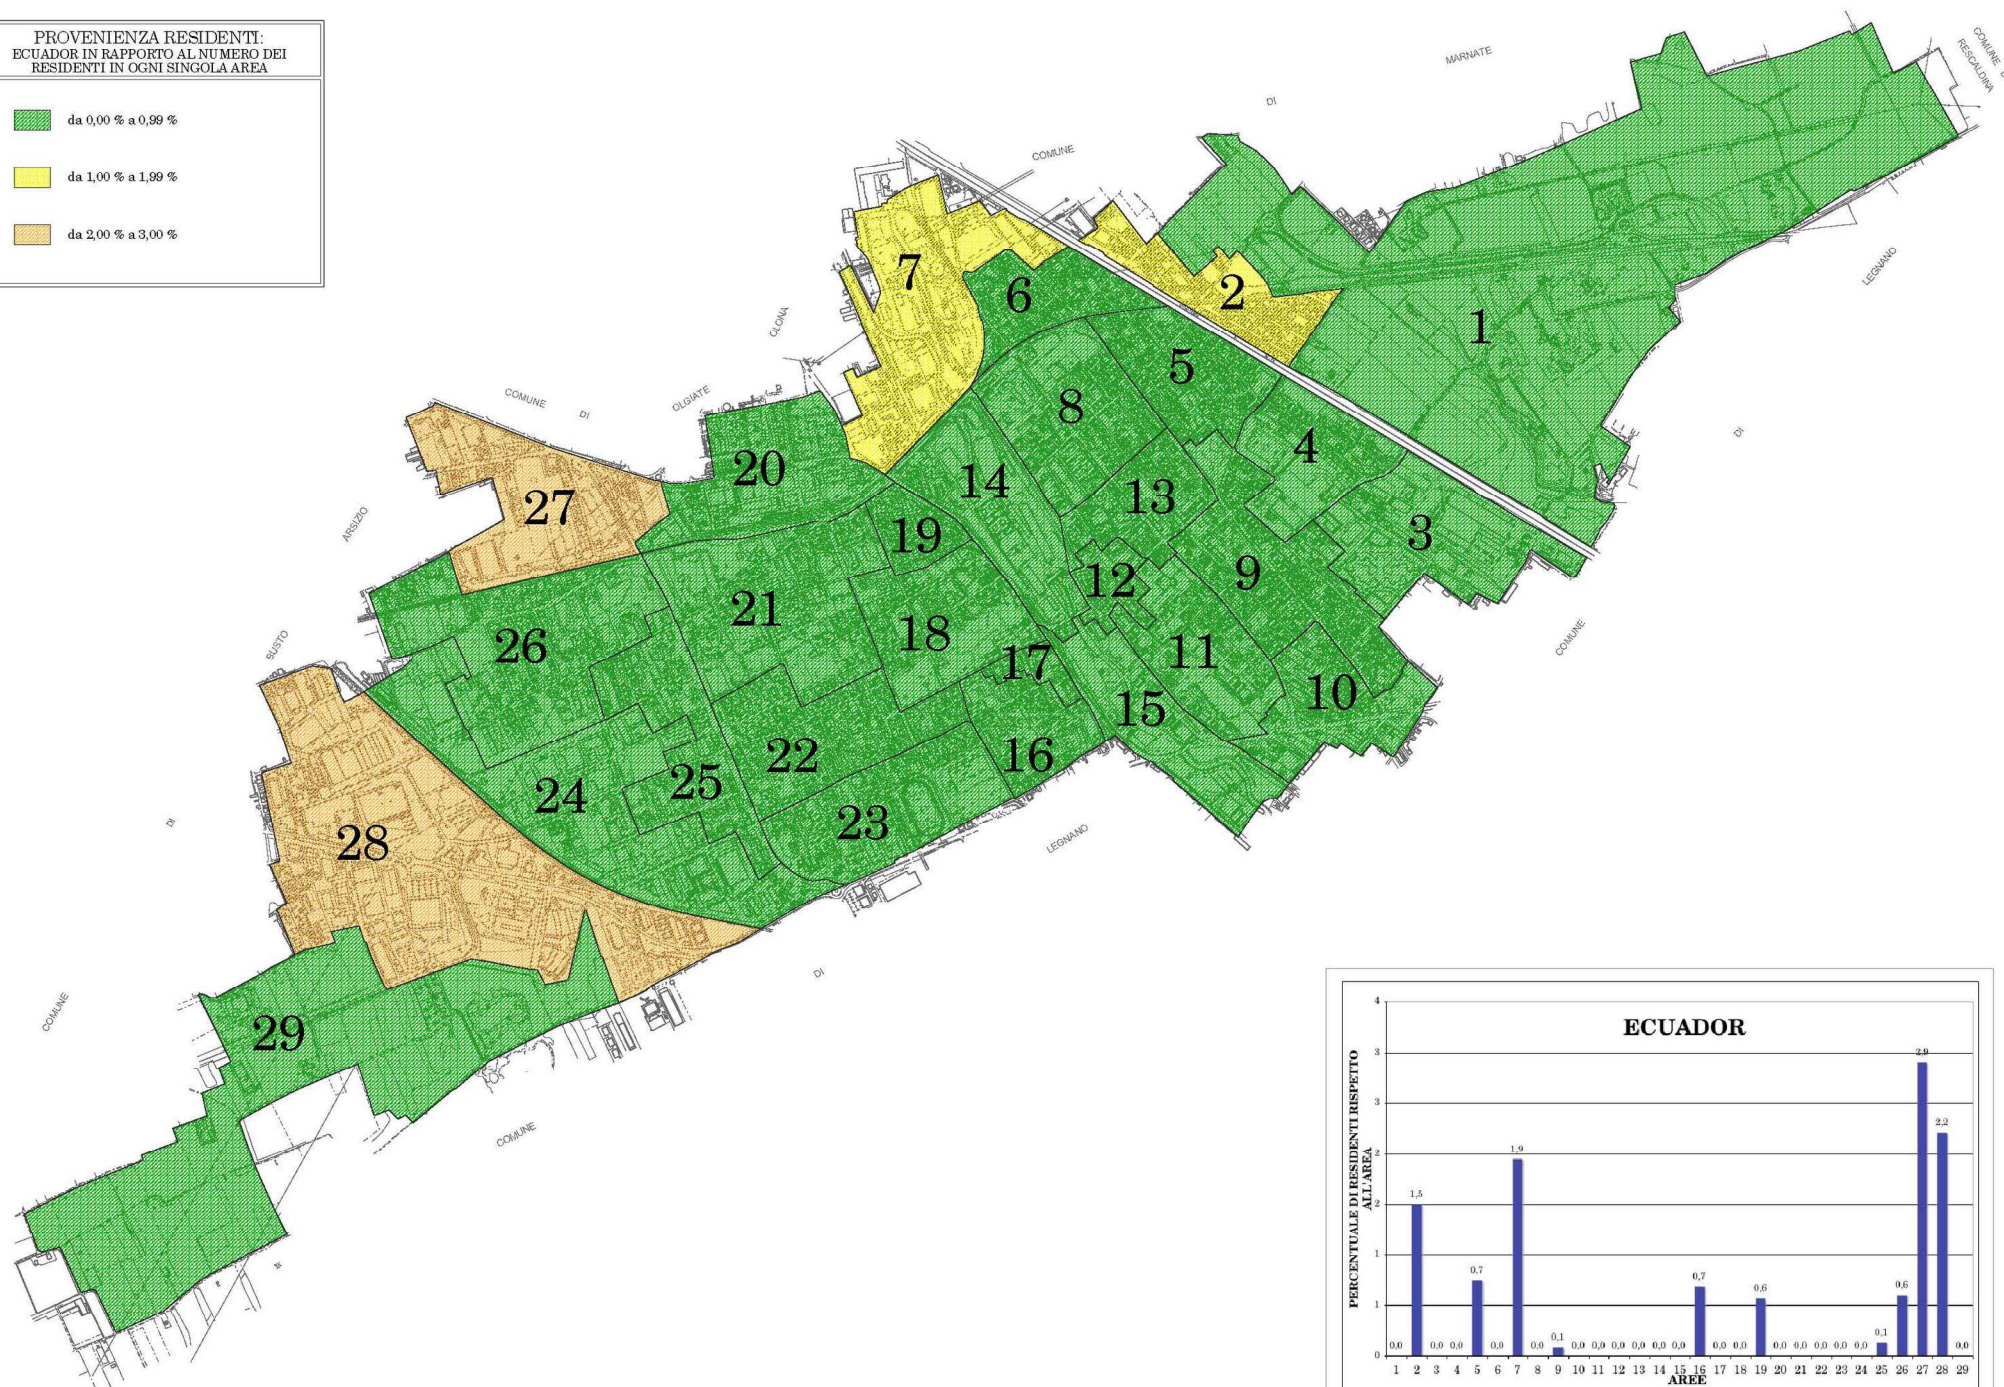 PROVENIENZA RESIDENTI:
ECUADOR IN RAPPORTO AL NUMERO DEI
RESIDENTI IN OGNI SINGOLA AREA
da 0,00 % a 0,99 %
da 1,00 % a 1,99 %
da 2,00 % a 3,00 %
COMUNE
RESCALDINA
MARNATE
DI
COMUNE
LEGNANO
DI
COMUNE
OLONA
OLGIATE
DI
COMUNE
ARSIZIO
BUSTO
DI
COMUNE
LEGNANO
DI
COMUNE
1
2
3
4
5
6
7
8
9
10
11
12
13
14
15
16
17
18
19
20
21
22
23
24
25
26
27
28
29
ECUADOR
PERCENTUALE DI RESIDENTI RISPETTO
ALL'AREA
4
3
3
2
2
1
1
0
0,0 1,5 0,0 0,0 0,7 0,0 1,9 0,0 0,1 0,0 0,0 0,0 0,0 0,0 0,0 0,7 0,0 0,0 0,6 0,0 0,0 0,0 0,0 0,0 0,1 0,6 2,9 2,2 0,0
1 2 3 4 5 6 7 8 9 10 11 12 13 14 15 16 17 18 19 20 21 22 23 24 25 26 27 28 29
AREE